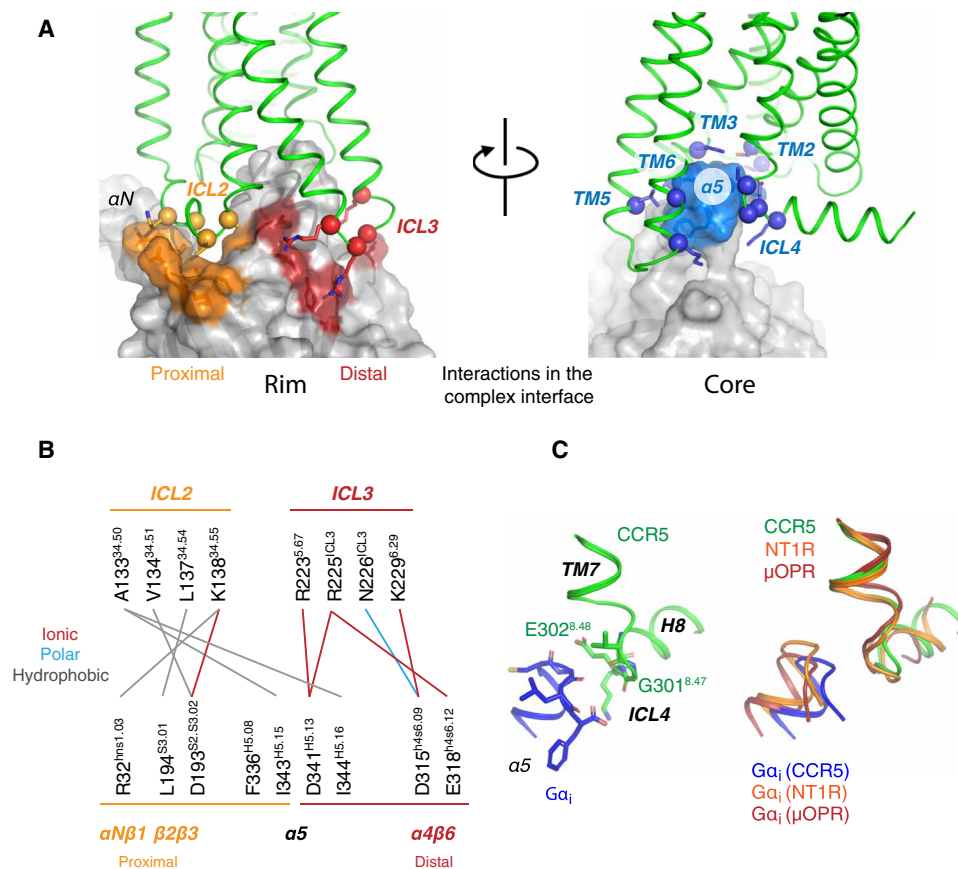 A
αN
ICL2
ICL3
TM3
TM6
TM2
TM5
α5
ICL4
Proximal
Rim
Distal
Interactions in the
complex interface
Core
B
ICL2
ICL3
A133^34.50
V134^34.51
L137^34.54
K138^34.55
R223^5.67
R225^ICL3
N226^ICL3
K229^6.29
Ionic
Polar
Hydrophobic
R32^hns1.03
L194^S3.01
D193^S2.S3.02
F336^H5.08
I343^H5.15
D341^H5.13
I344^H5.16
D315^h4s6.09
E318^h4s6.12
αNβ1 β2β3
α5
α4β6
Proximal
Distal
C
CCR5
TM7
E302^8.48
H8
G301^8.47
ICL4
α5
Gαi
CCR5
NT1R
μOPR
Gαi (CCR5)
Gαi (NT1R)
Gαi (μOPR)